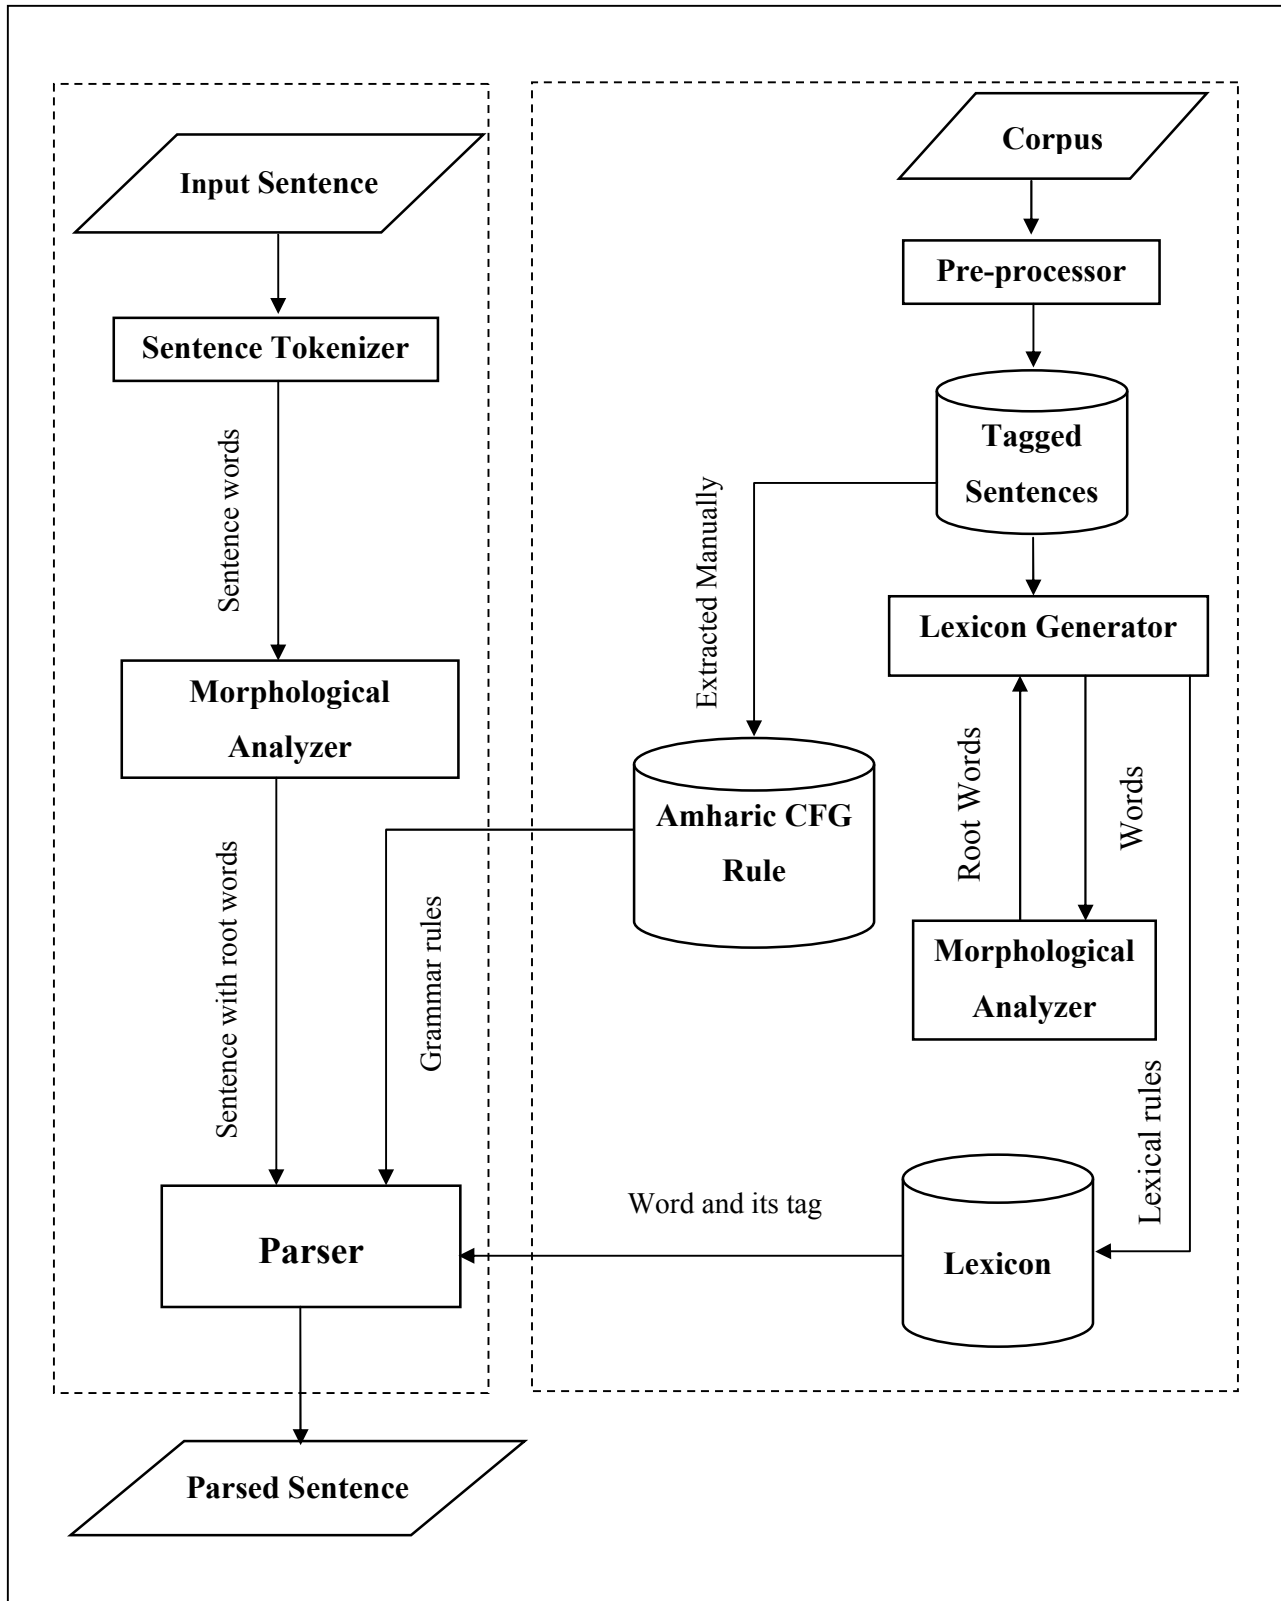 Input Sentence
Sentence Tokenizer
Sentence words
Morphological
Analyzer
Sentence with root words
Grammar rules
Parser
Parsed Sentence
Corpus
Pre-processor
Tagged
Sentences
Extracted Manually
Lexicon Generator
Amharic CFG
Rule
Root Words
Words
Morphological
Analyzer
Lexical rules
Word and its tag
Lexicon